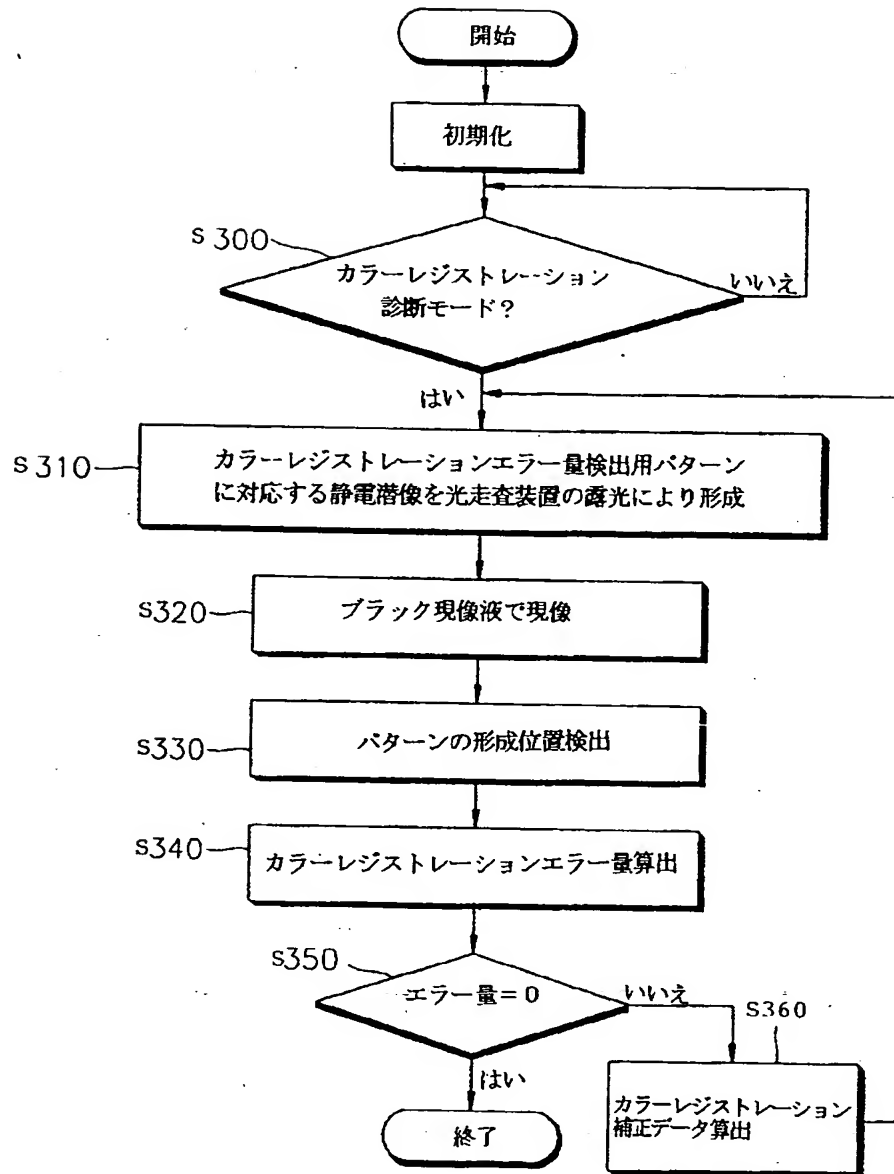 開始
初期化
S300
カラーレジストレーション
診断モード?
いいえ
はい
S310
カラーレジストレーションエラー量検出用パターン
に対応する静電潜像を光走査装置の露光により形成
S320
ブラック現像液で現像
S330
パターンの形成位置検出
S340
カラーレジストレーションエラー量算出
S350
エラー量=0
いいえ
S360
はい
カラーレジストレーション
補正データ算出
終了